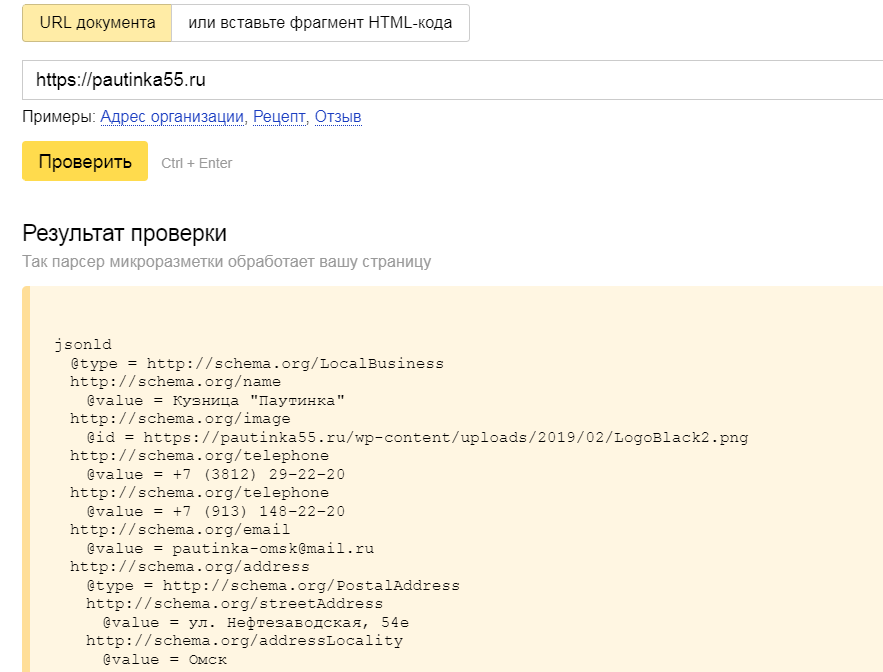 URL документа или вставьте фрагмент HTML-кода
https://pautinka55.ru
Примеры: Адрес организации, Рецепт, Отзыв
Проверить Ctrl + Enter
Результат проверки
Так парсер микроразметки обработает вашу страницу
jsonld
@type = http://schema.org/LocalBusiness
http://schema.org/name
@value = Кузница "Паутинка"
http://schema.org/image
@id = https://pautinka55.ru/wp-content/uploads/2019/02/LogoBlack2.png
http://schema.org/telephone
@value = +7 (3812) 29-22-20
http://schema.org/telephone
@value = +7 (913) 148-22-20
http://schema.org/email
@value = pautinka-omsk@mail.ru
http://schema.org/address
@type = http://schema.org/PostalAddress
http://schema.org/streetAddress
@value = ул. Нефтезаводская, 54е
http://schema.org/addressLocality
@value = Омск